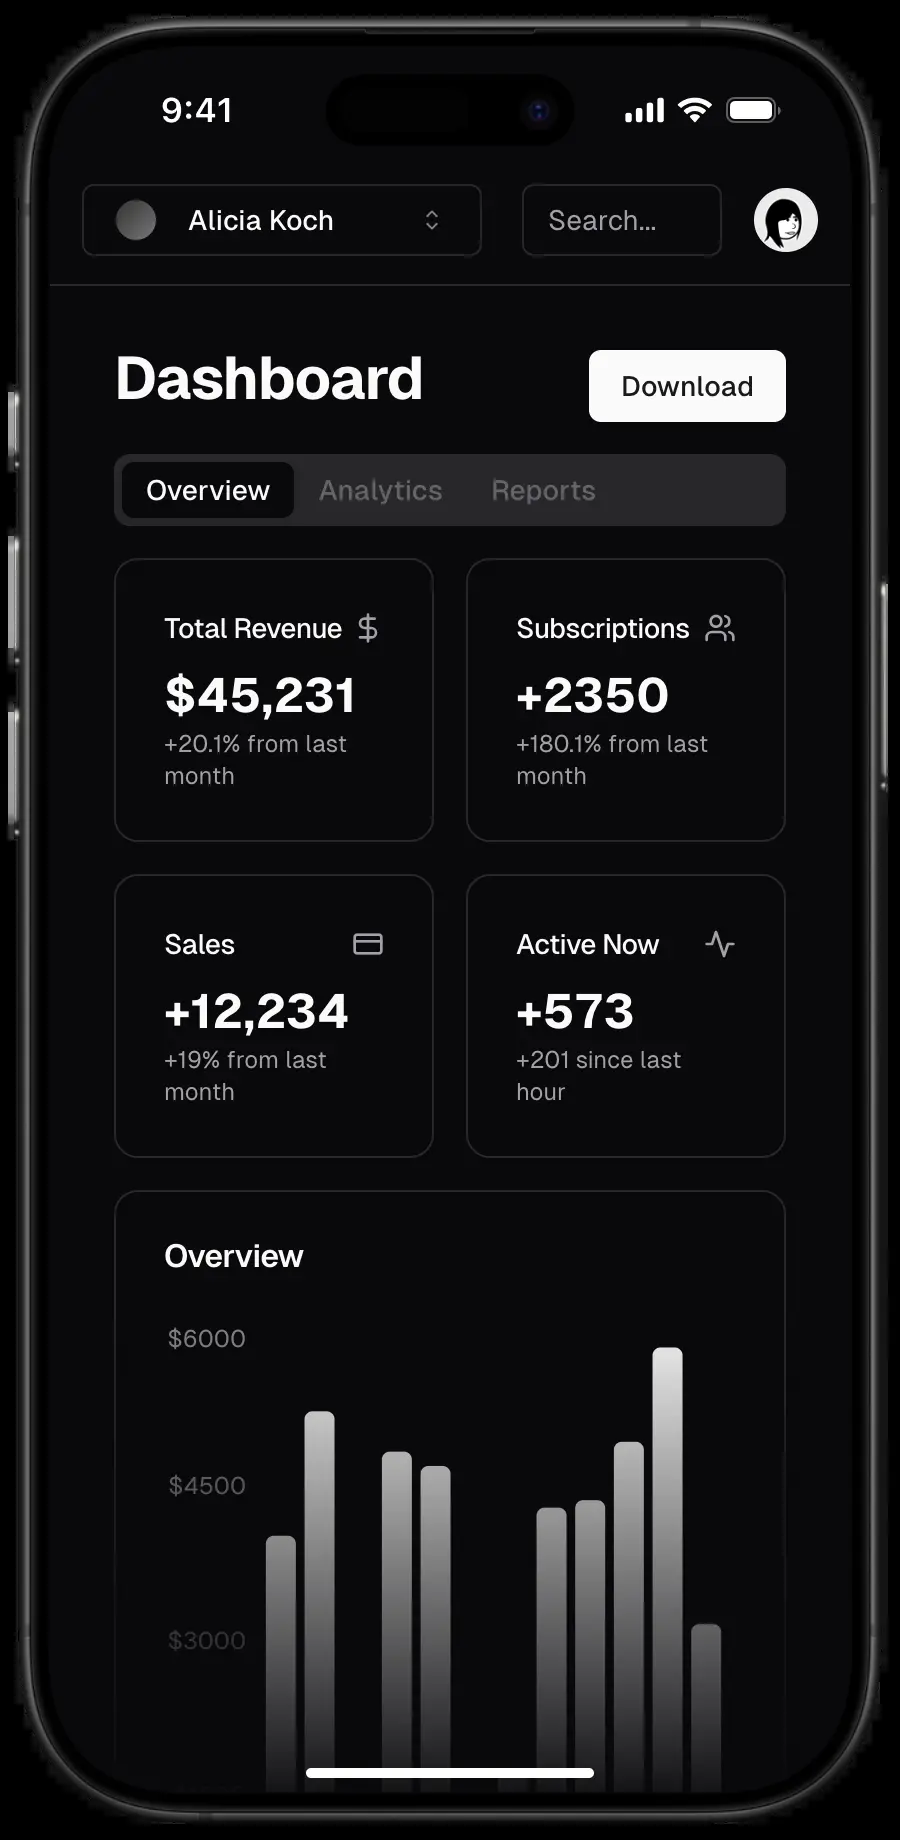 9:41
Alicia Koch
Search...
Dashboard
Download
Overview
Analytics
Reports
Total Revenue
$45,231
+20.1% from last
month
Subscriptions
+2350
+180.1% from last
month
Sales
+12,234
+19% from last
month
Active Now
+573
+201 since last
hour
Overview
$6000
$4500
$3000